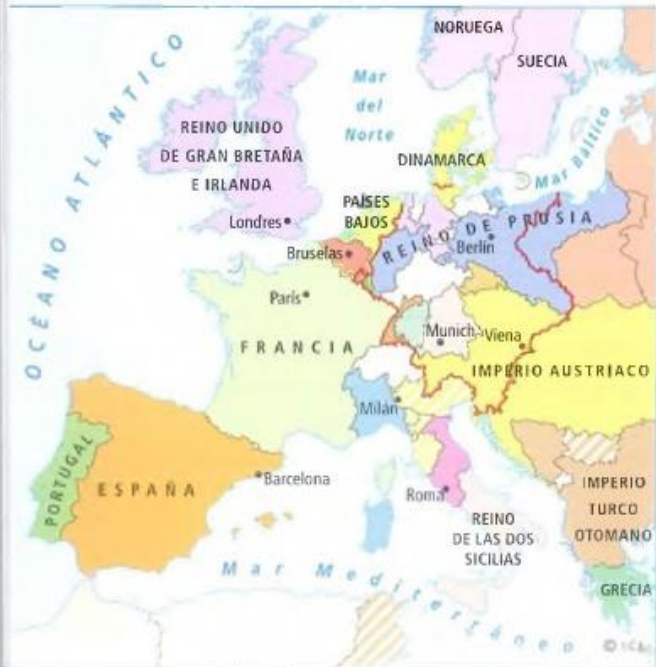 OCÉANO ATLÁNTICO
NORUEGA
SUECIA
Mar
del
Norte
Mar Báltico
REINO UNIDO
DE GRAN BRETAÑA
E IRLANDA
Londres
DINAMARCA
PAÍSES
BAJOS
REINO DE PRUSIA
Berlín
Bruselas
París
FRANCIA
Munich
Viena
IMPERIO AUSTRÍACO
Milán
PORTUGAL
ESPAÑA
Barcelona
Roma
REINO
DE LAS DOS
SICILIAS
IMPERIO
TURCO
OTOMANO
GRECIA
Mar Mediterráneo